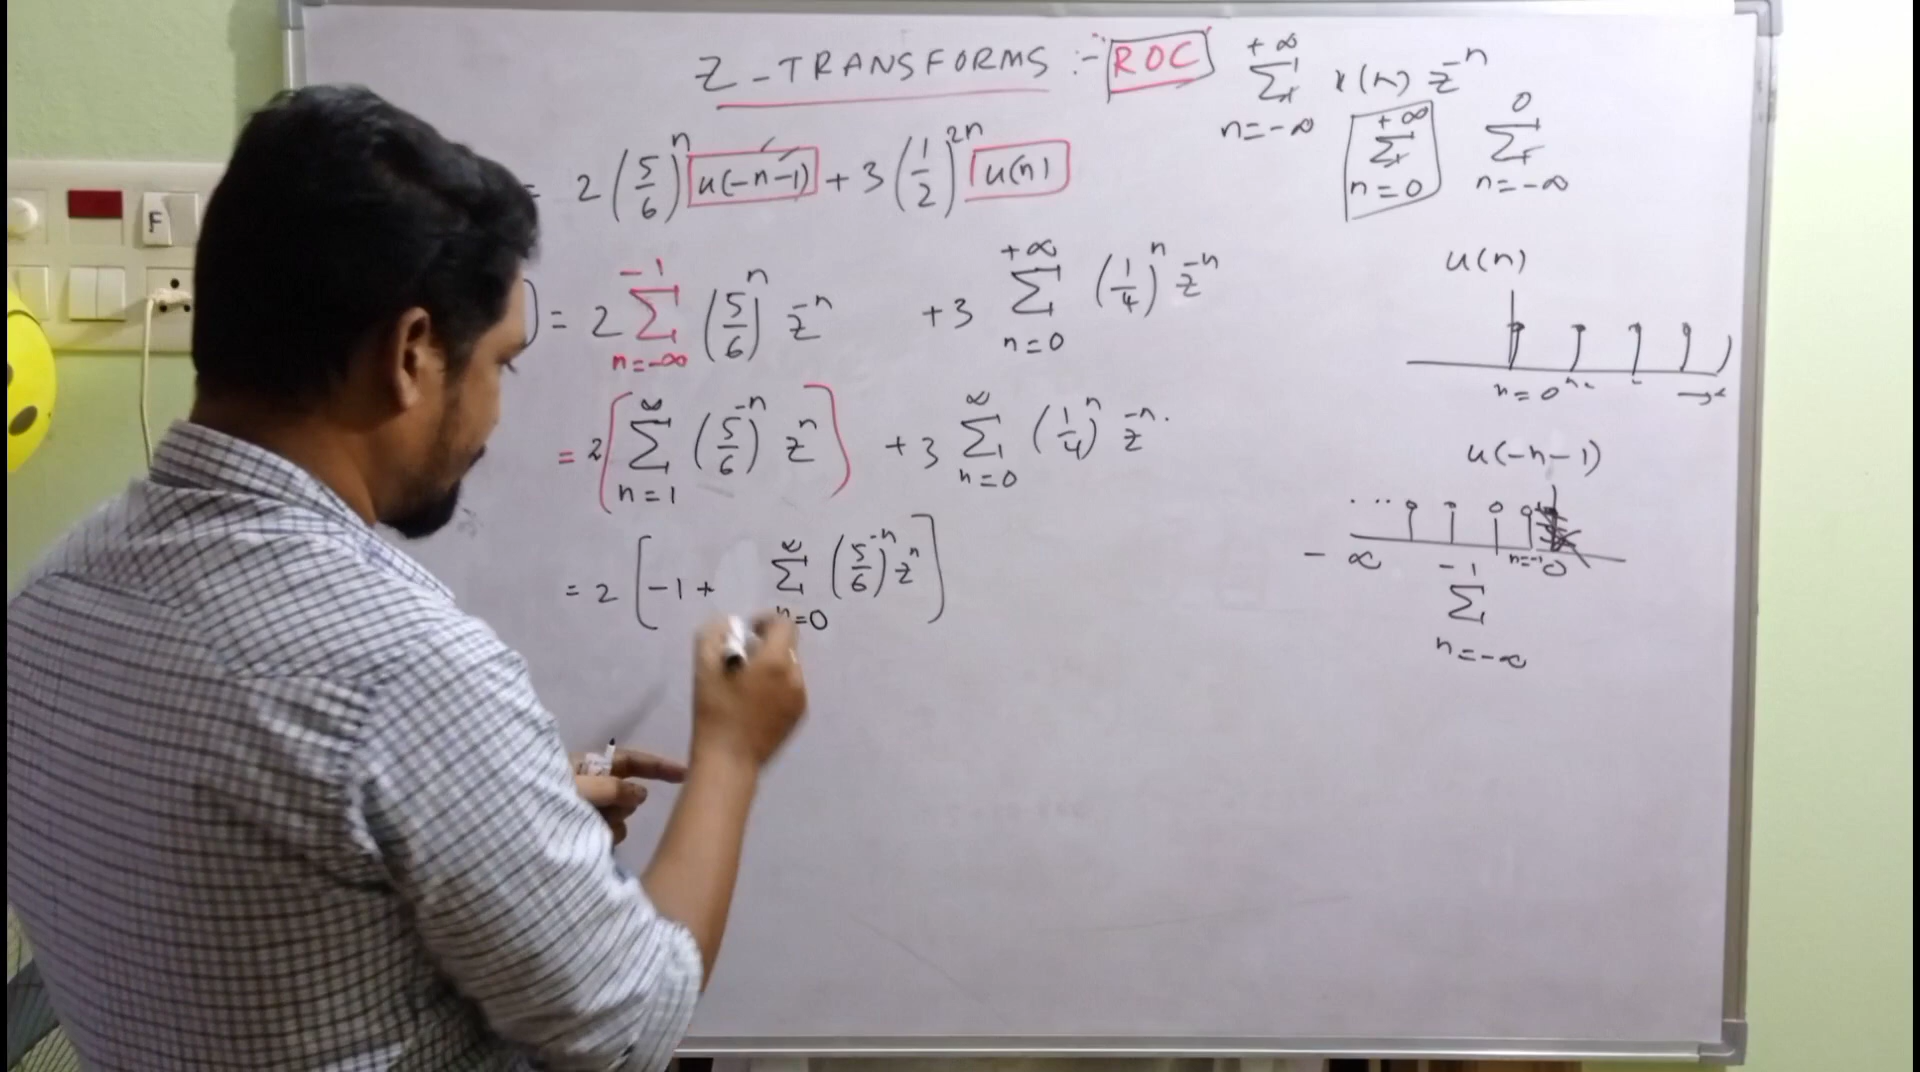 Z-TRANSFORMS :- ROC
+∞ Σ n=-∞ x(n) z^-n
+∞ Σ n=0
0 Σ n=-∞
= 2 (5/6)^n u(-n-1) + 3 (1/2)^2n u(n)
) = 2 -1 Σ n=-∞ (5/6)^n z^-n + 3 +∞ Σ n=0 (1/4)^n z^-n
= 2 ( ∞ Σ n=1 (5/6)^-n z^n ) + 3 ∞ Σ n=0 (1/4)^n z^-n.
= 2 [ -1 + ∞ Σ n=0 (5/6)^-n z^n ]
u(n)
n=0
u(-n-1)
...
-∞ n=-1 0
-1 Σ n=-∞
F